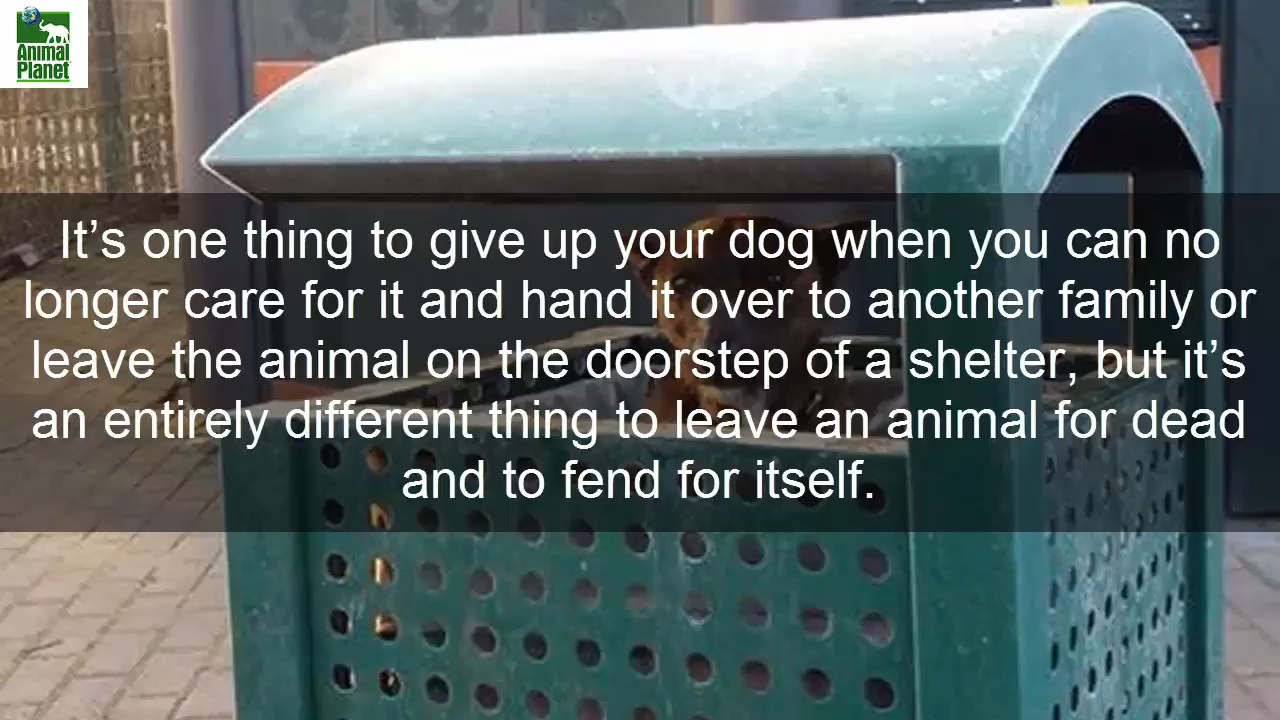 Animal
Planet
It’s one thing to give up your dog when you can no
longer care for it and hand it over to another family or
leave the animal on the doorstep of a shelter, but it’s
an entirely different thing to leave an animal for dead
and to fend for itself.